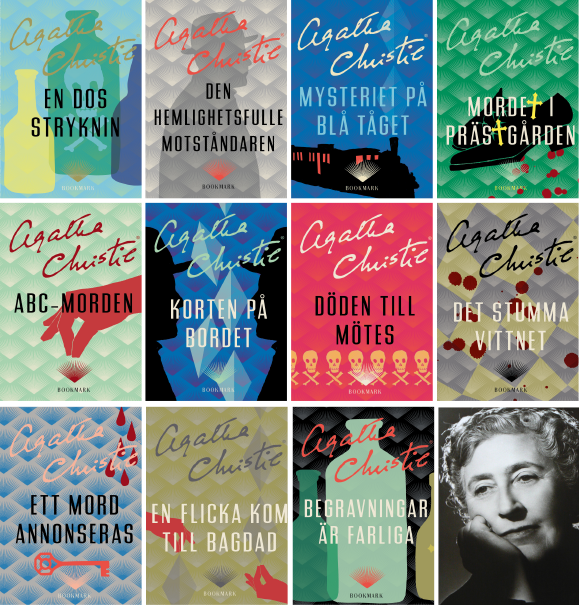 Agatha
Christie®
EN DOS
STRYKNIN
BOOKMARK
Agatha
Christie®
DEN
HEMLIGHETSFULLE
MOTSTÅNDAREN
BOOKMARK
Agatha
Christie®
MYSTERIET PÅ
BLÅ TÅGET
BOOKMARK
Agatha
Christie®
MORDET I
PRÄSTGÅRDEN
BOOKMARK
Agatha
Christie®
ABC-MORDEN
BOOKMARK
Agatha
Christie®
KORTEN PÅ
BORDET
BOOKMARK
Agatha
Christie®
DÖDEN TILL
MÖTES
BOOKMARK
Agatha
Christie®
DET STUMMA
VITTNET
BOOKMARK
Agatha
Christie®
ETT MORD
ANNONSERAS
BOOKMARK
Agatha
Christie®
EN FLICKA KOM
TILL BAGDAD
BOOKMARK
Agatha
Christie®
BEGRAVNINGAR
ÄR FARLIGA
BOOKMARK